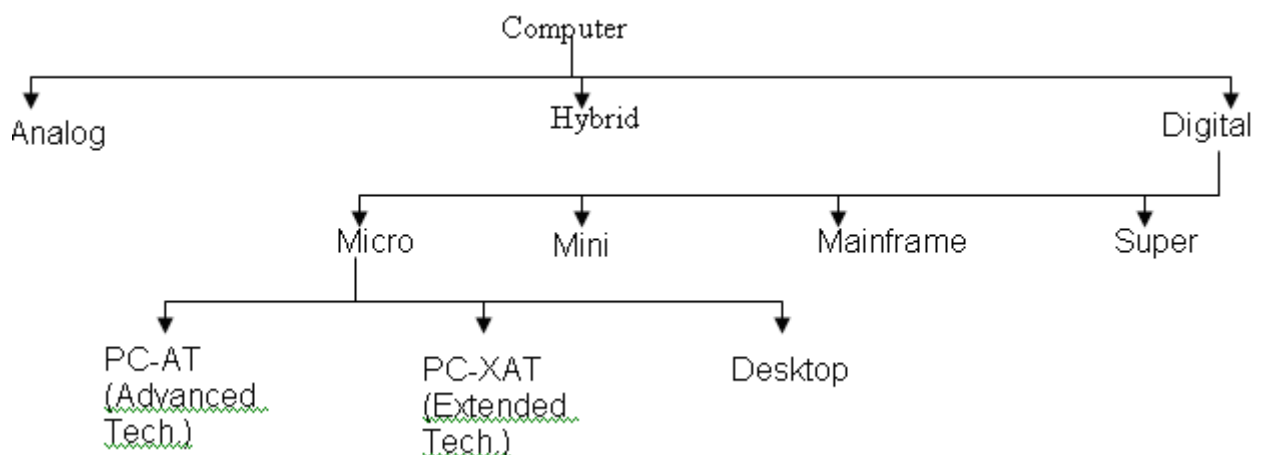 Computer
Analog
Hybrid
Digital
Micro
Mini
Mainframe
Super
PC-AT
(Advanced
Tech.)
PC-XAT
(Extended
Tech.)
Desktop